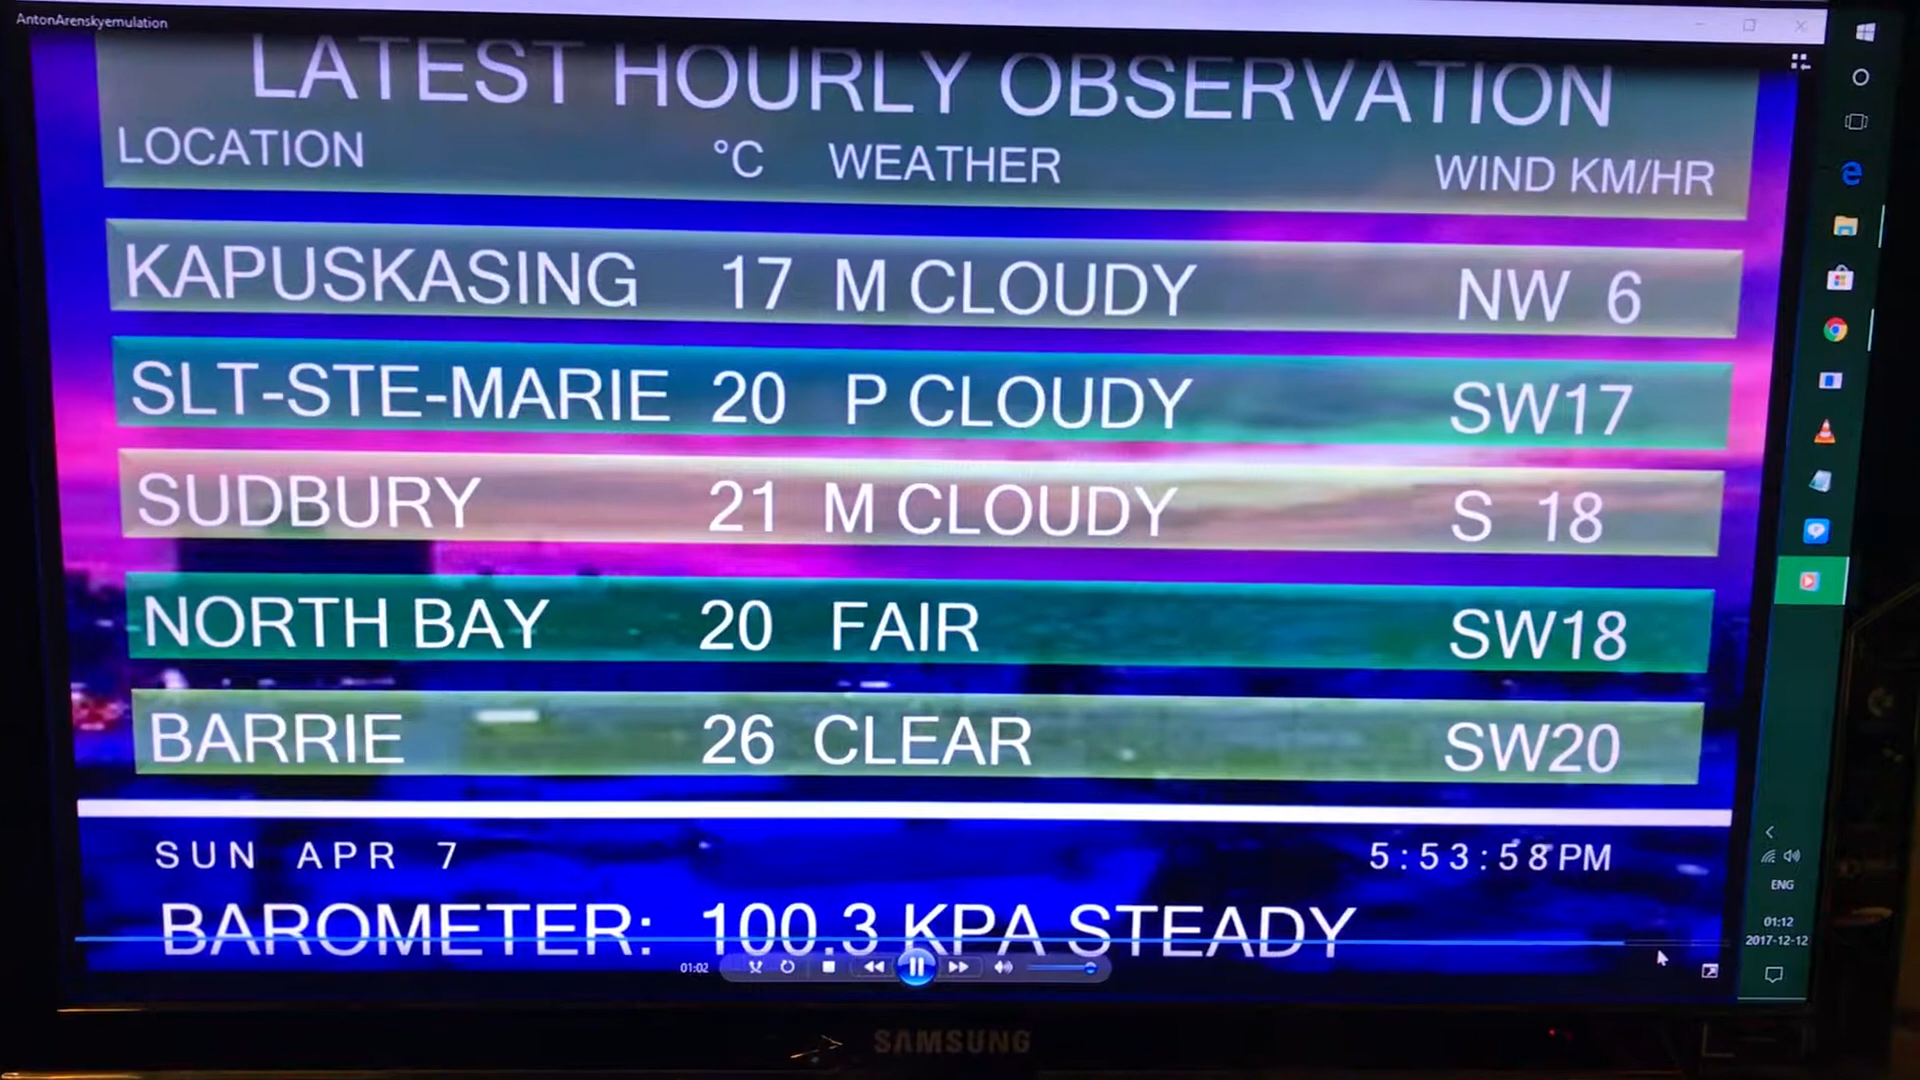 AntonArenskyemulation
LATEST HOURLY OBSERVATION
LOCATION °C WEATHER WIND KM/HR
KAPUSKASING 17 M CLOUDY NW 6
SLT-STE-MARIE 20 P CLOUDY SW17
SUDBURY 21 M CLOUDY S 18
NORTH BAY 20 FAIR SW18
BARRIE 26 CLEAR SW20
SUN APR 7 5:53:58PM
BAROMETER: 100.3 KPA STEADY
01:02
ENG
01:12
2017-12-12
SAMSUNG